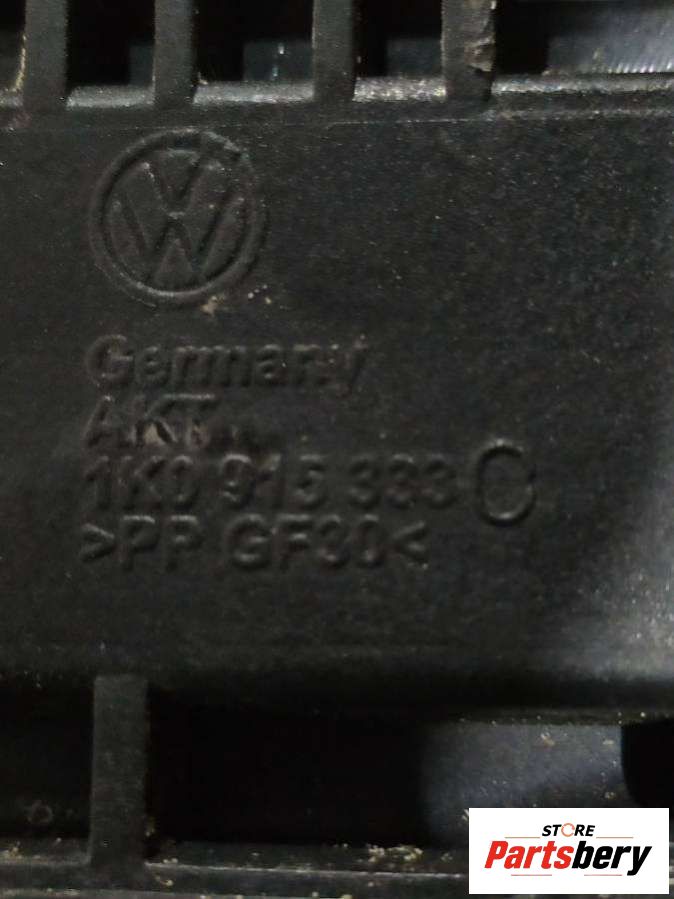 Germany
AKT
1K0 915 333 C
>PP GF30<
STORE
Partsbery